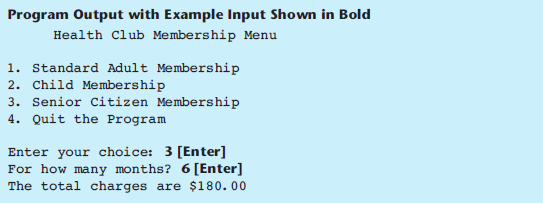 Program Output with Example Input Shown in Bold
Health Club Membership Menu
1. Standard Adult Membership
2. Child Membership
3. Senior Citizen Membership
4. Quit the Program
Enter your choice: 3 [Enter]
For how many months? 6 [Enter]
The total charges are $180.00